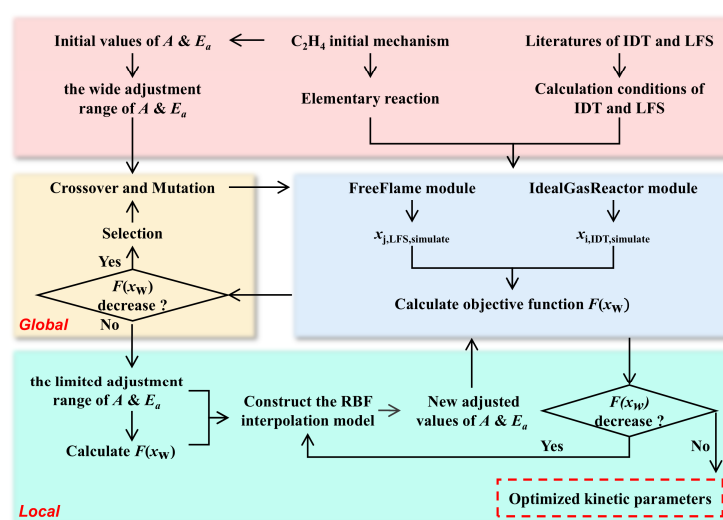 Initial values of A & Ea
C2H4 initial mechanism
Literatures of IDT and LFS
the wide adjustment
range of A & Ea
Elementary reaction
Calculation conditions of
IDT and LFS
Crossover and Mutation
FreeFlame module
IdealGasReactor module
Selection
xj,LFS,simulate
xi,IDT,simulate
Yes
F(xW)
decrease ?
Calculate objective function F(xW)
Global
No
the limited adjustment
range of A & Ea
Construct the RBF
interpolation model
New adjusted
values of A & Ea
F(xW)
decrease ?
Calculate F(xW)
Yes
No
Optimized kinetic parameters
Local